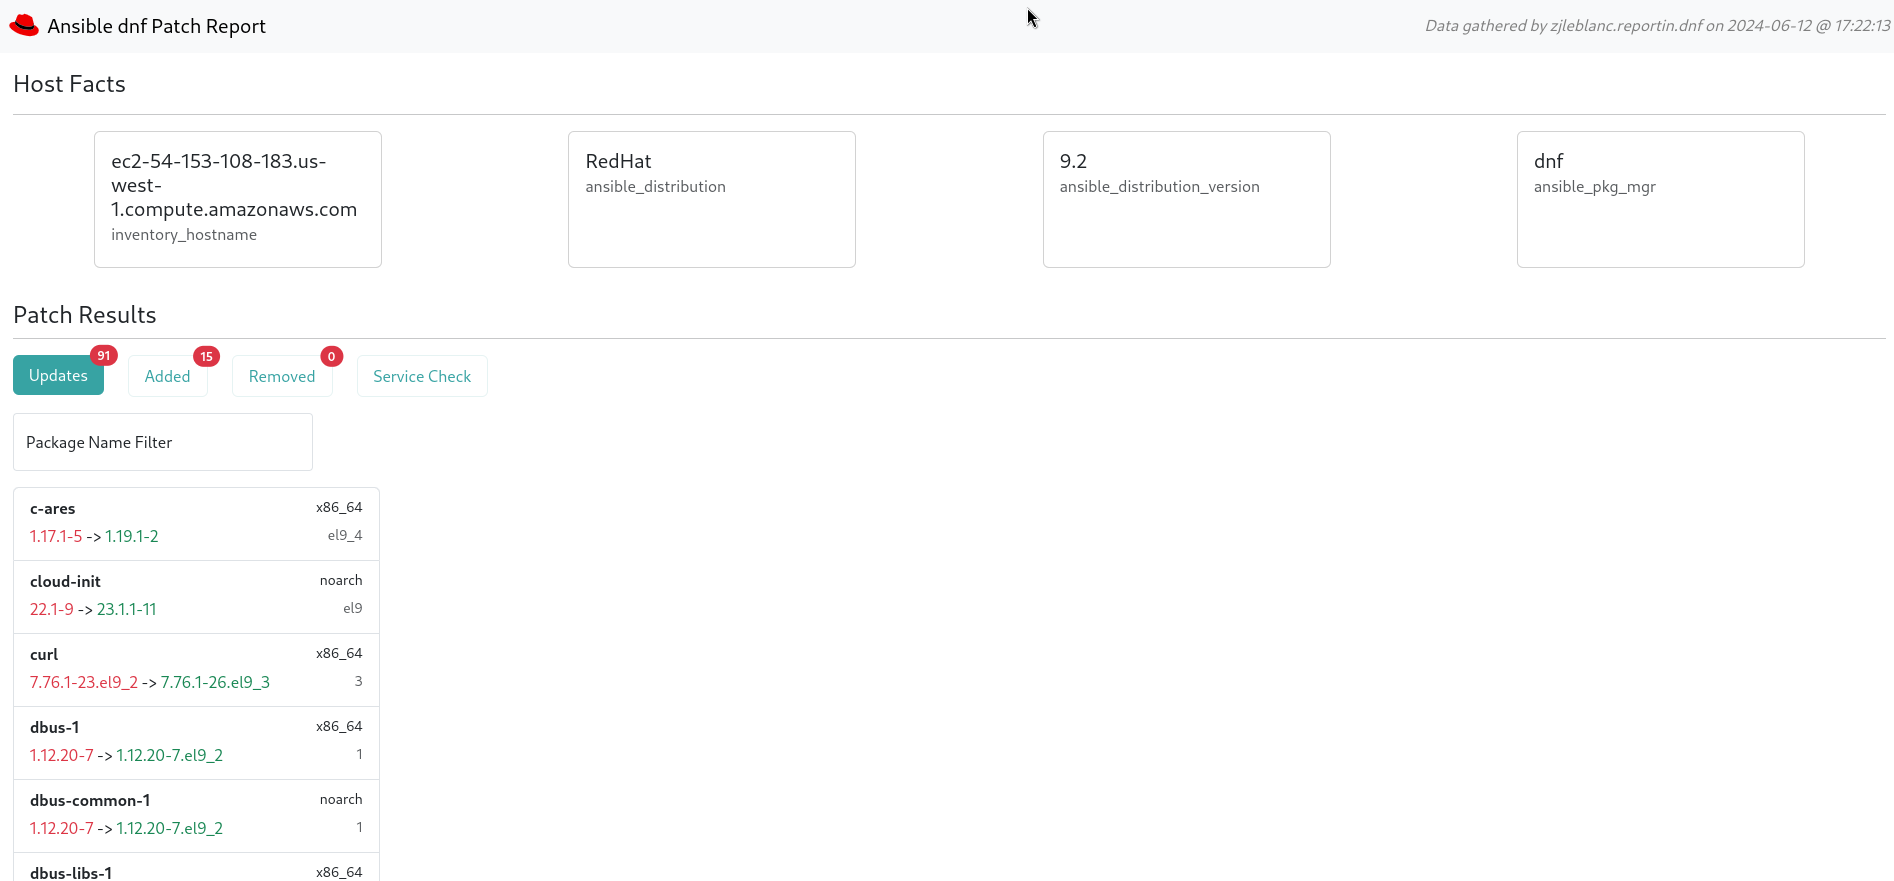 Ansible dnf Patch Report
Data gathered by zjleblanc.reportin.dnf on 2024-06-12 @ 17:22:13
Host Facts
ec2-54-153-108-183.us-
west-
1.compute.amazonaws.com
inventory_hostname
RedHat
ansible_distribution
9.2
ansible_distribution_version
dnf
ansible_pkg_mgr
Patch Results
Updates 91
Added 15
Removed 0
Service Check
Package Name Filter
c-ares x86_64
1.17.1-5 -> 1.19.1-2 el9_4
cloud-init noarch
22.1-9 -> 23.1.1-11 el9
curl x86_64
7.76.1-23.el9_2 -> 7.76.1-26.el9_3 3
dbus-1 x86_64
1.12.20-7 -> 1.12.20-7.el9_2 1
dbus-common-1 noarch
1.12.20-7 -> 1.12.20-7.el9_2 1
dbus-libs-1 x86_64